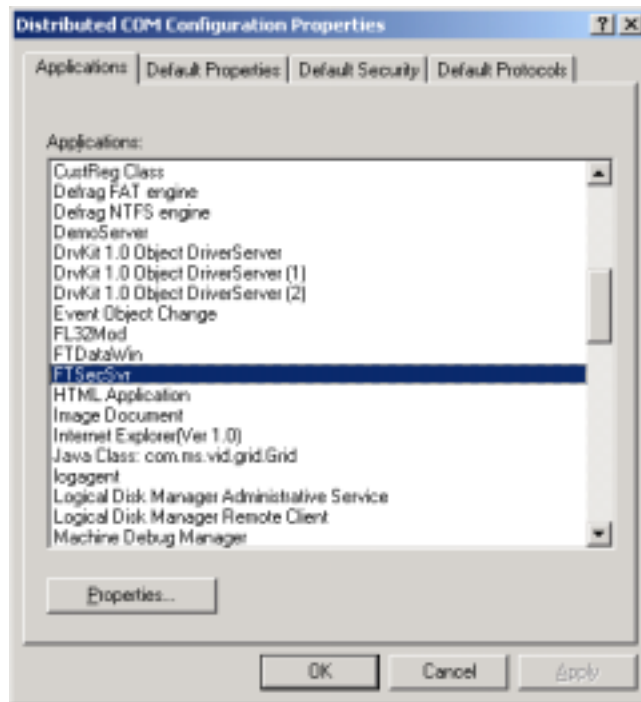 Distributed COM Configuration Properties
Applications Default Properties Default Security Default Protocols
Applications:
CustReg Class
Defrag FAT engine
Defrag NTFS engine
DemoServer
DrvKit 1.0 Object DriverServer
DrvKit 1.0 Object DriverServer (1)
DrvKit 1.0 Object DriverServer (2)
Event Object Change
FL32Mod
FTDataWin
FTSecSvr
HTML Application
Image Document
Internet Explorer(Ver 1.0)
Java Class: com.ms.vid.grid.Grid
logagent
Logical Disk Manager Administrative Service
Logical Disk Manager Remote Client
Machine Debug Manager
Properties...
OK Cancel Apply